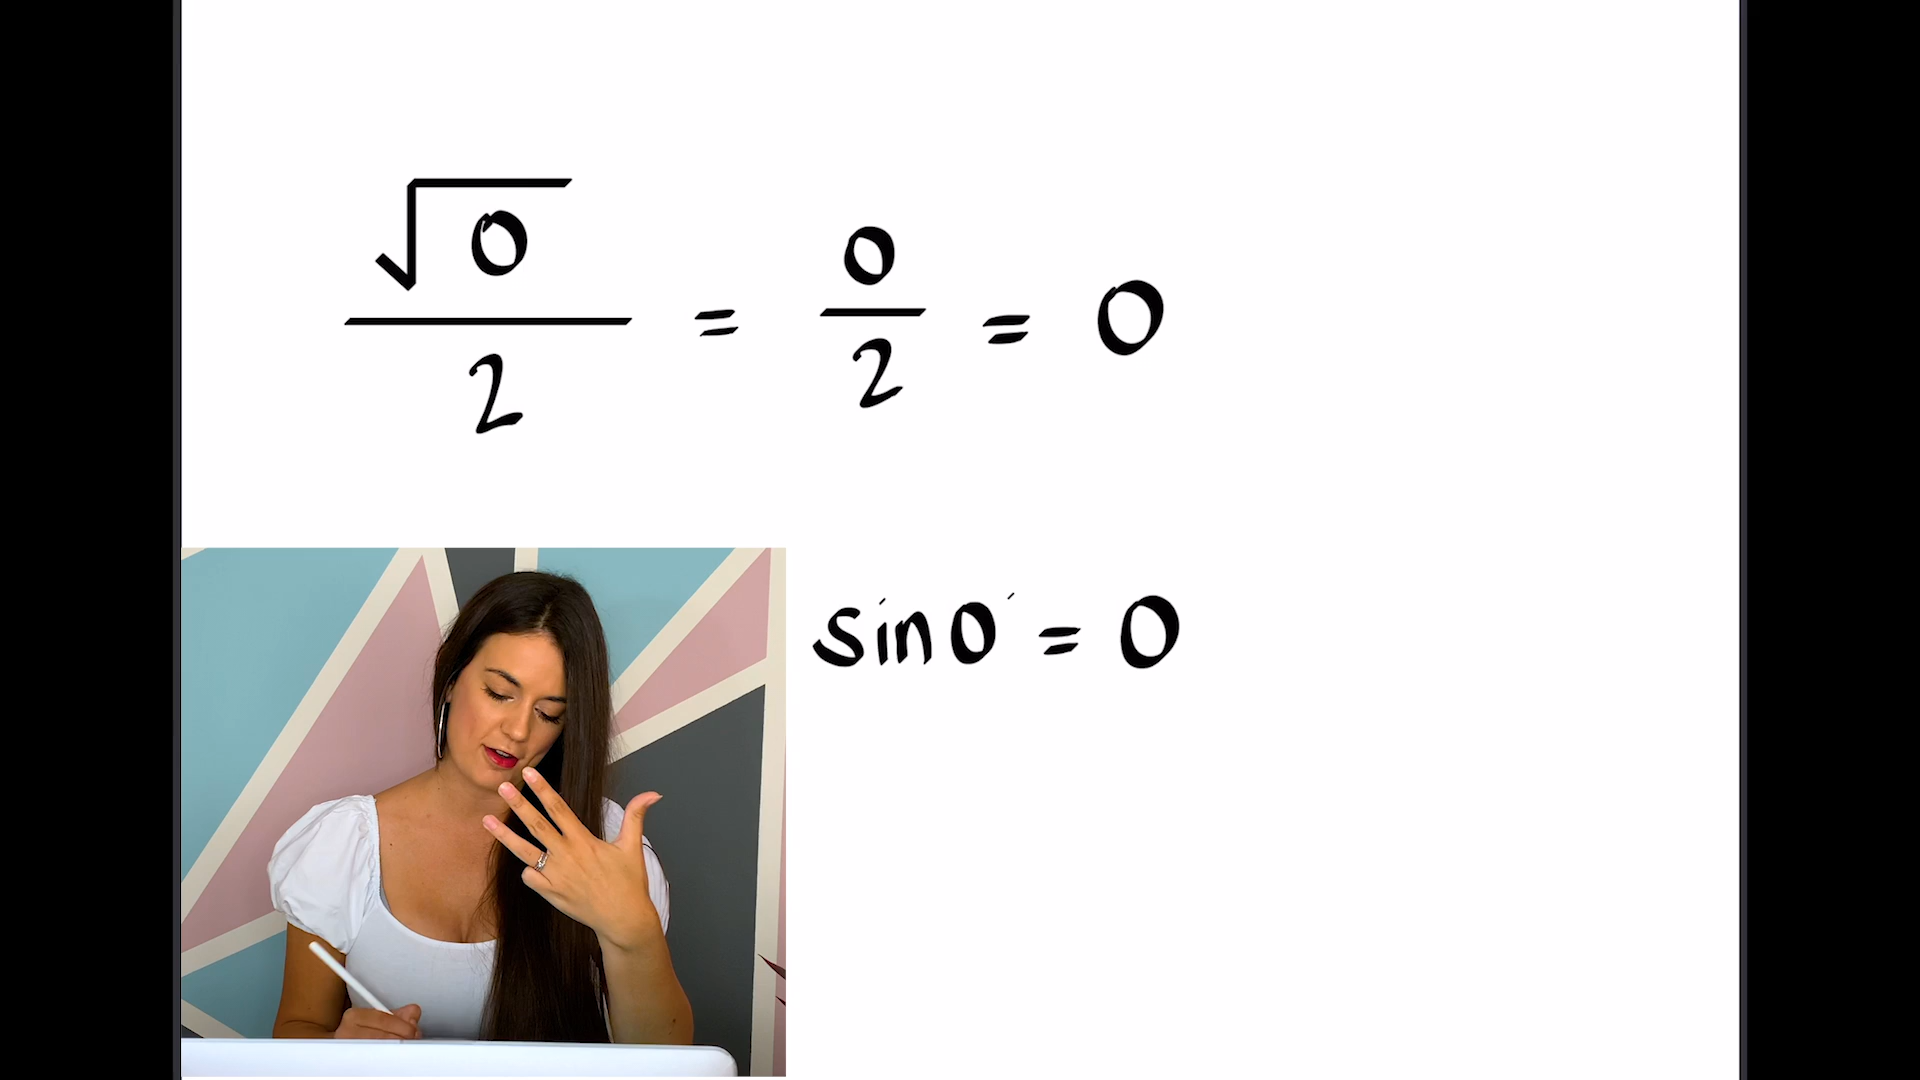 √0/2 = 0/2 = 0
sin 0° = 0